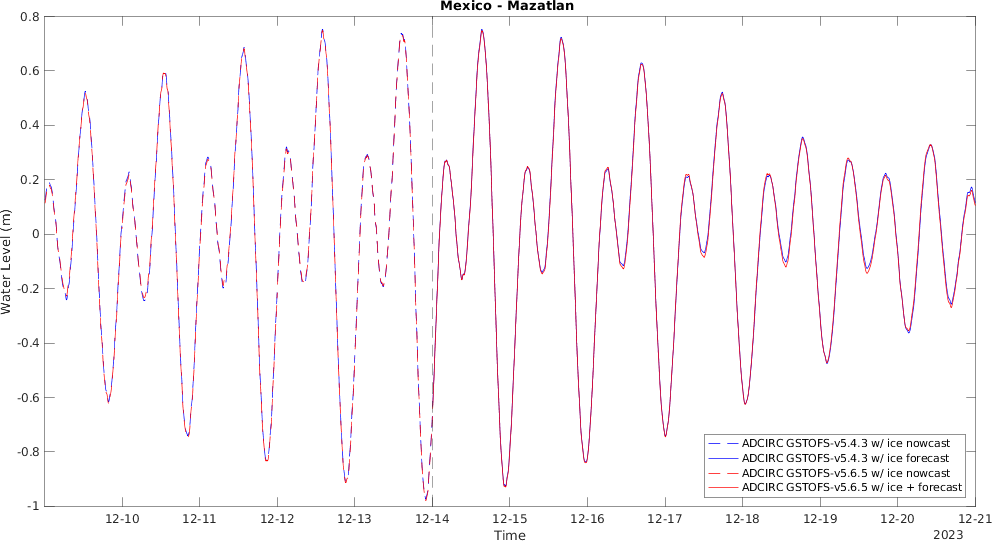 Mexico - Mazatlan
0.8
0.6
0.4
0.2
0
-0.2
-0.4
-0.6
-0.8
-1
Water Level (m)
ADCIRC GSTOFS-v5.4.3 w/ ice nowcast
ADCIRC GSTOFS-v5.4.3 w/ ice forecast
ADCIRC GSTOFS-v5.6.5 w/ ice nowcast
ADCIRC GSTOFS-v5.6.5 w/ ice + forecast
12-10 12-11 12-12 12-13 12-14 12-15 12-16 12-17 12-18 12-19 12-20 12-21
Time
2023